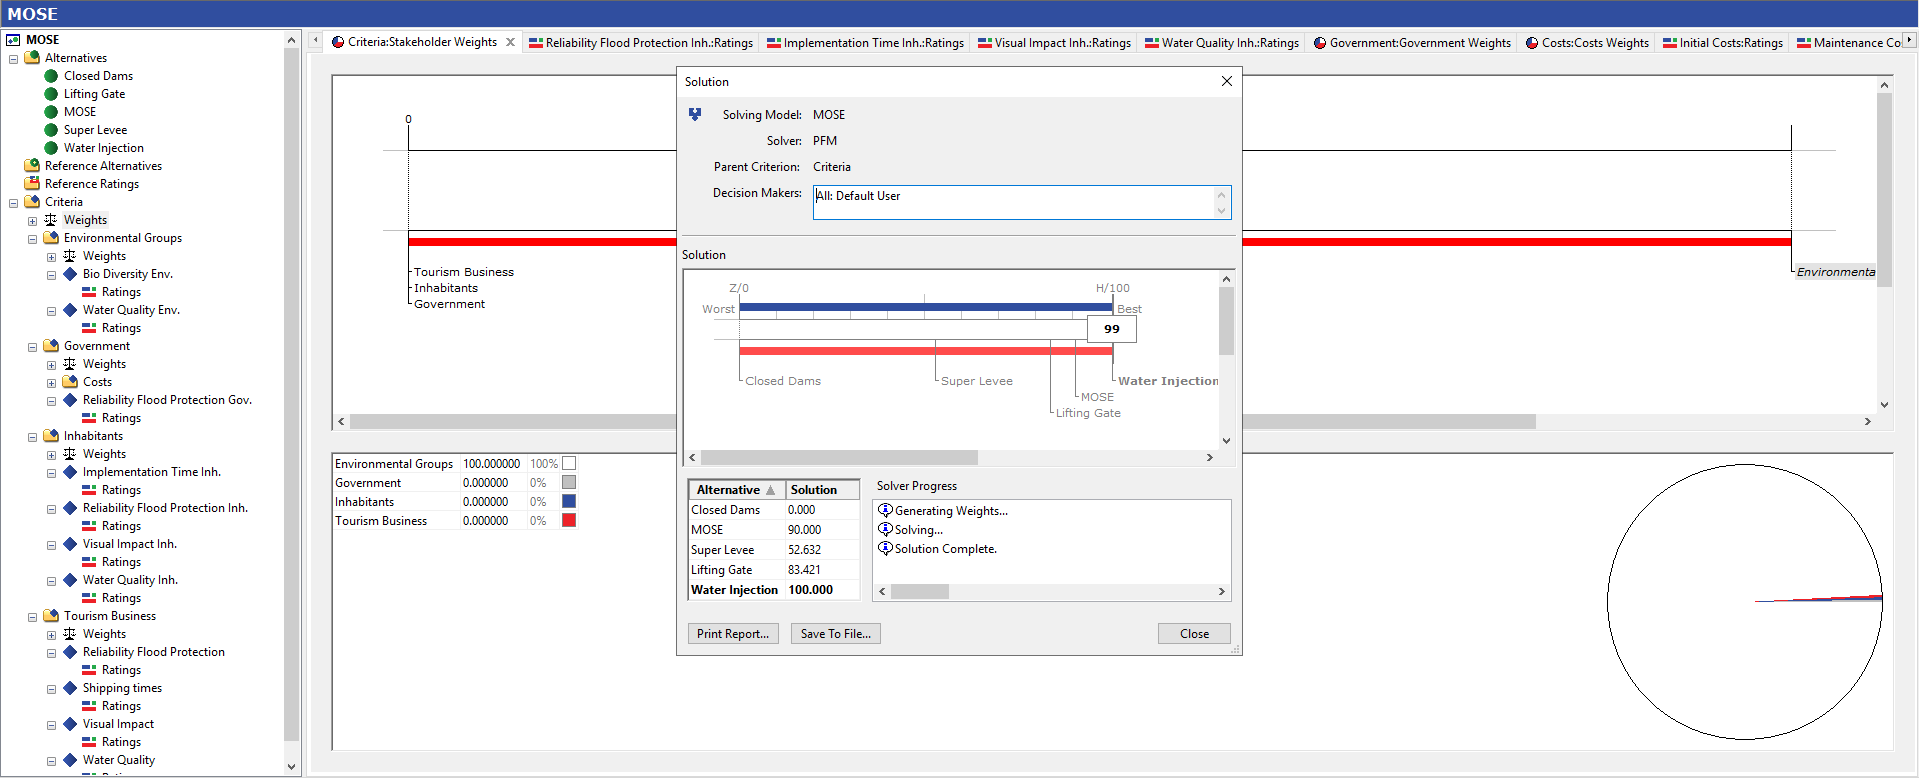 MOSE
MOSE
Alternatives
Closed Dams
Lifting Gate
MOSE
Super Levee
Water Injection
Reference Alternatives
Reference Ratings
Criteria
Weights
Environmental Groups
Weights
Bio Diversity Env.
Ratings
Water Quality Env.
Ratings
Government
Weights
Costs
Reliability Flood Protection Gov.
Ratings
Inhabitants
Weights
Implementation Time Inh.
Ratings
Reliability Flood Protection Inh.
Ratings
Visual Impact Inh.
Ratings
Water Quality Inh.
Ratings
Tourism Business
Weights
Reliability Flood Protection
Ratings
Shipping times
Ratings
Visual Impact
Ratings
Water Quality
Criteria:Stakeholder Weights X Reliability Flood Protection Inh.:Ratings Implementation Time Inh.:Ratings Visual Impact Inh.:Ratings Water Quality Inh.:Ratings Government:Government Weights Costs:Costs Weights Initial Costs:Ratings Maintenance Co
0
Tourism Business
Inhabitants
Government
Environmenta
Environmental Groups 100.000000 100%
Government 0.000000 0%
Inhabitants 0.000000 0%
Tourism Business 0.000000 0%
Solution
Solving Model: MOSE
Solver: PFM
Parent Criterion: Criteria
Decision Makers: All: Default User
Solution
Z/0 H/100
Worst Best
99
Closed Dams Super Levee Water Injection
MOSE
Lifting Gate
Alternative Solution
Closed Dams 0.000
MOSE 90.000
Super Levee 52.632
Lifting Gate 83.421
Water Injection 100.000
Solver Progress
Generating Weights...
Solving...
Solution Complete.
Print Report... Save To File... Close